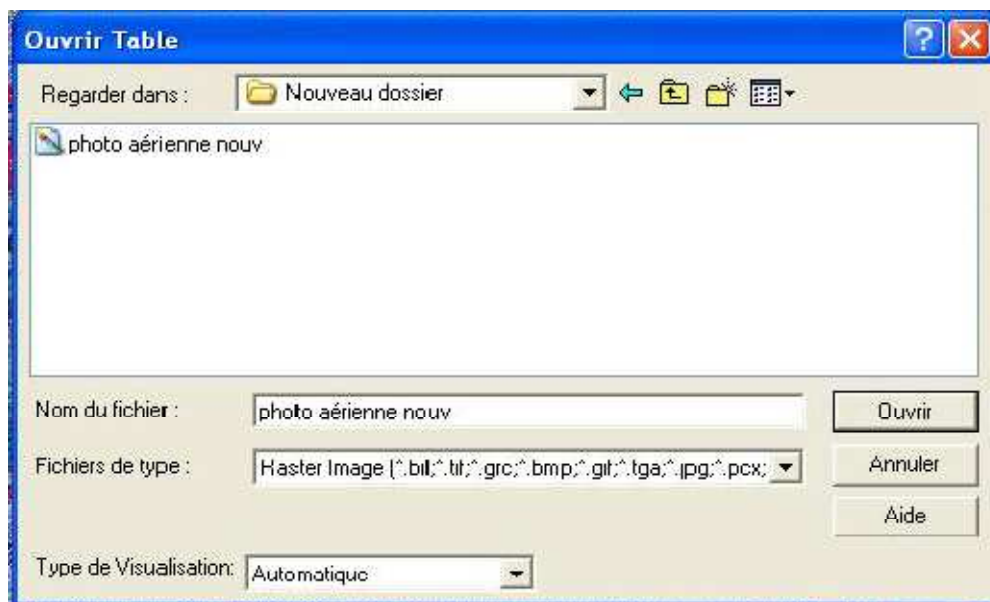 Ouvrir Table
Regarder dans : Nouveau dossier
photo aérienne nouv
Nom du fichier : photo aérienne nouv Ouvrir
Fichiers de type : Raster Image (*.bil;*.tif;*.grc;*.bmp;*.gif;*.tga;*.jpg;*.pcx; Annuler
Aide
Type de Visualisation: Automatique